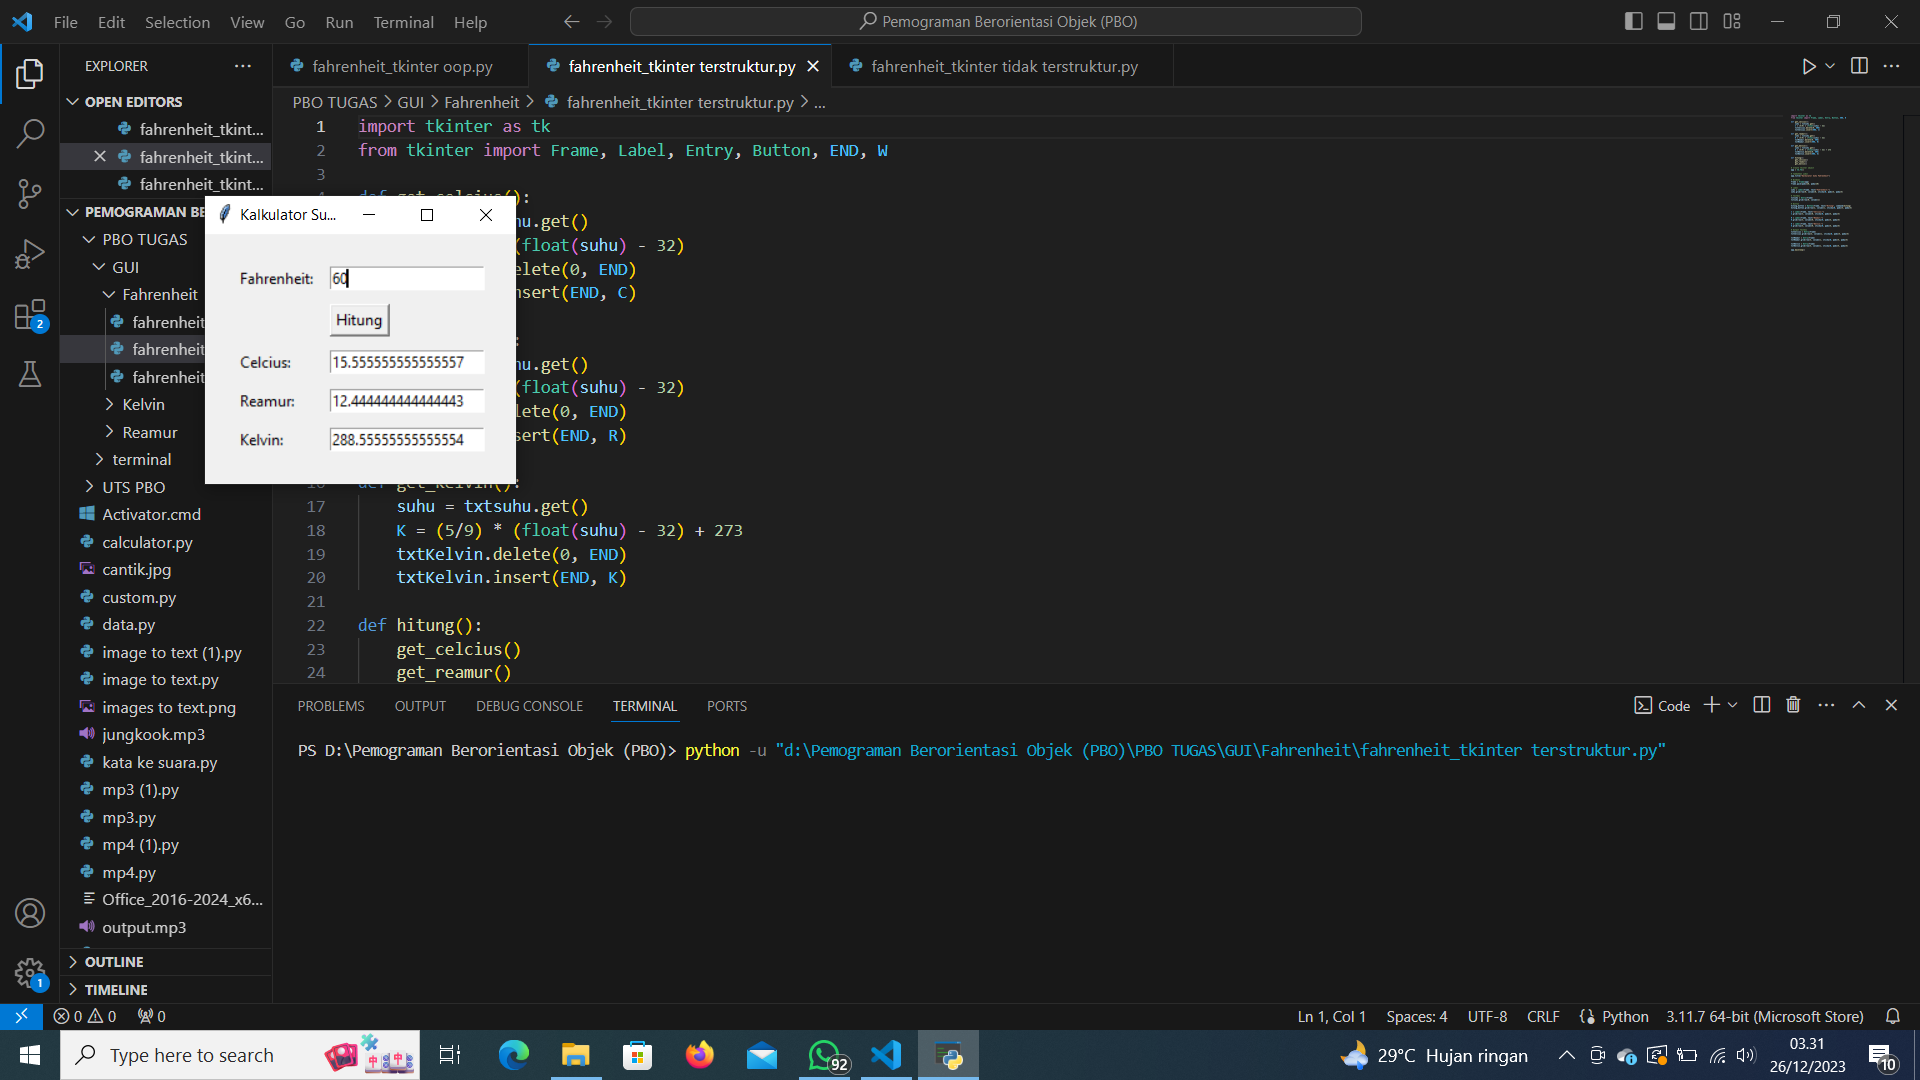 File Edit Selection View Go Run Terminal Help
Pemograman Berorientasi Objek (PBO)
EXPLORER
OPEN EDITORS
fahrenheit_tkint...
fahrenheit_tkint...
fahrenheit_tkint...
PEMOGRAMAN BE
PBO TUGAS
GUI
Fahrenheit
fahrenheit
fahrenheit
fahrenheit
Kelvin
Reamur
terminal
UTS PBO
Activator.cmd
calculator.py
cantik.jpg
custom.py
data.py
image to text (1).py
image to text.py
images to text.png
jungkook.mp3
kata ke suara.py
mp3 (1).py
mp3.py
mp4 (1).py
mp4.py
Office_2016-2024_x6...
output.mp3
OUTLINE
TIMELINE
2
1
fahrenheit_tkinter oop.py
fahrenheit_tkinter terstruktur.py
fahrenheit_tkinter tidak terstruktur.py
PBO TUGAS > GUI > Fahrenheit > fahrenheit_tkinter terstruktur.py > ...
1 import tkinter as tk
2 from tkinter import Frame, Label, Entry, Button, END, W
3
def get_celcius():
hu.get()
(float(suhu) - 32)
elete(0, END)
nsert(END, C)
:
hu.get()
(float(suhu) - 32)
lete(0, END)
sert(END, R)
16 def get_kelvin():
17 suhu = txtsuhu.get()
18 K = (5/9) * (float(suhu) - 32) + 273
19 txtKelvin.delete(0, END)
20 txtKelvin.insert(END, K)
21
22 def hitung():
23 get_celcius()
24 get_reamur()
Kalkulator Su...
Fahrenheit: 60
Hitung
Celcius: 15.555555555555557
Reamur: 12.444444444444443
Kelvin: 288.55555555555554
PROBLEMS OUTPUT DEBUG CONSOLE TERMINAL PORTS
Code
PS D:\Pemograman Berorientasi Objek (PBO)> python -u "d:\Pemograman Berorientasi Objek (PBO)\PBO TUGAS\GUI\Fahrenheit\fahrenheit_tkinter terstruktur.py"
0 0 0
Ln 1, Col 1 Spaces: 4 UTF-8 CRLF Python 3.11.7 64-bit (Microsoft Store)
Type here to search
92
29°C Hujan ringan
03.31
26/12/2023
10